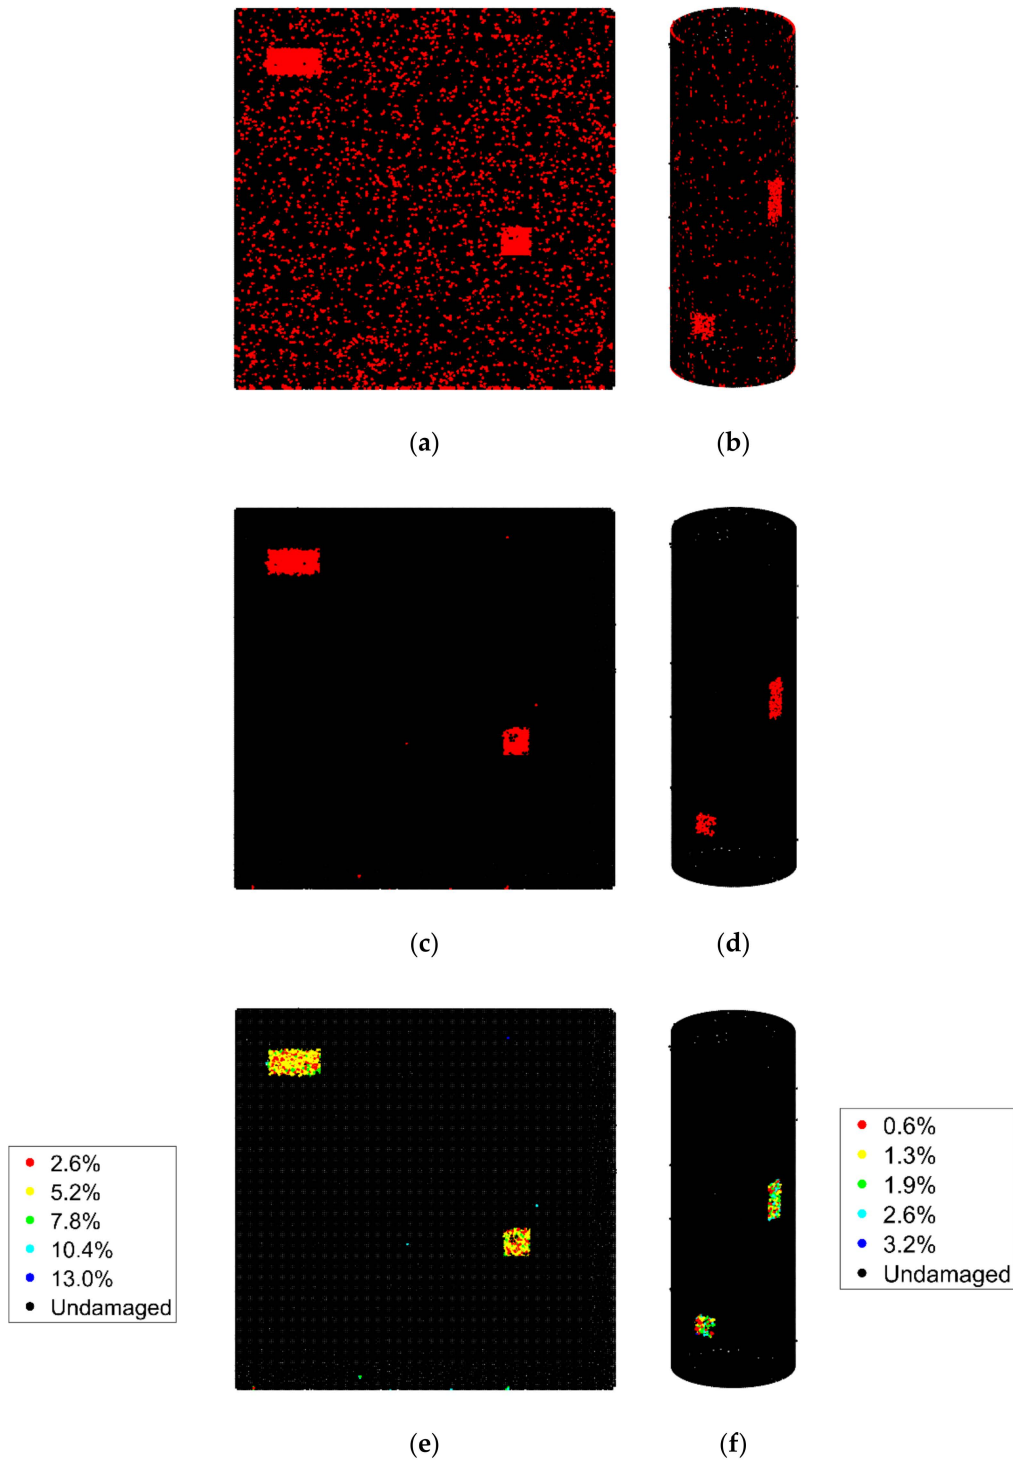 (a)
(b)
(c)
(d)
2.6%
5.2%
7.8%
10.4%
13.0%
Undamaged
0.6%
1.3%
1.9%
2.6%
3.2%
Undamaged
(e)
(f)